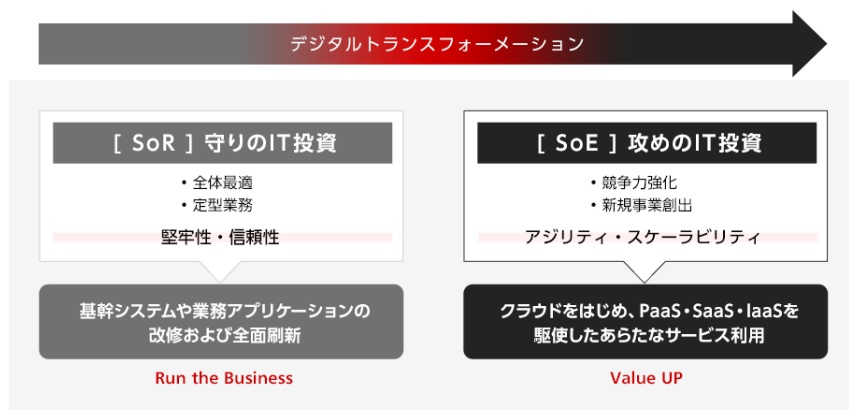 デジタルトランスフォーメーション
[ SoR ] 守りのIT投資
• 全体最適
• 定型業務
堅牢性・信頼性
基幹システムや業務アプリケーションの
改修および全面刷新
Run the Business
[ SoE ] 攻めのIT投資
• 競争力強化
• 新規事業創出
アジリティ・スケーラビリティ
クラウドをはじめ、PaaS・SaaS・IaaSを
駆使したあらたなサービス利用
Value UP